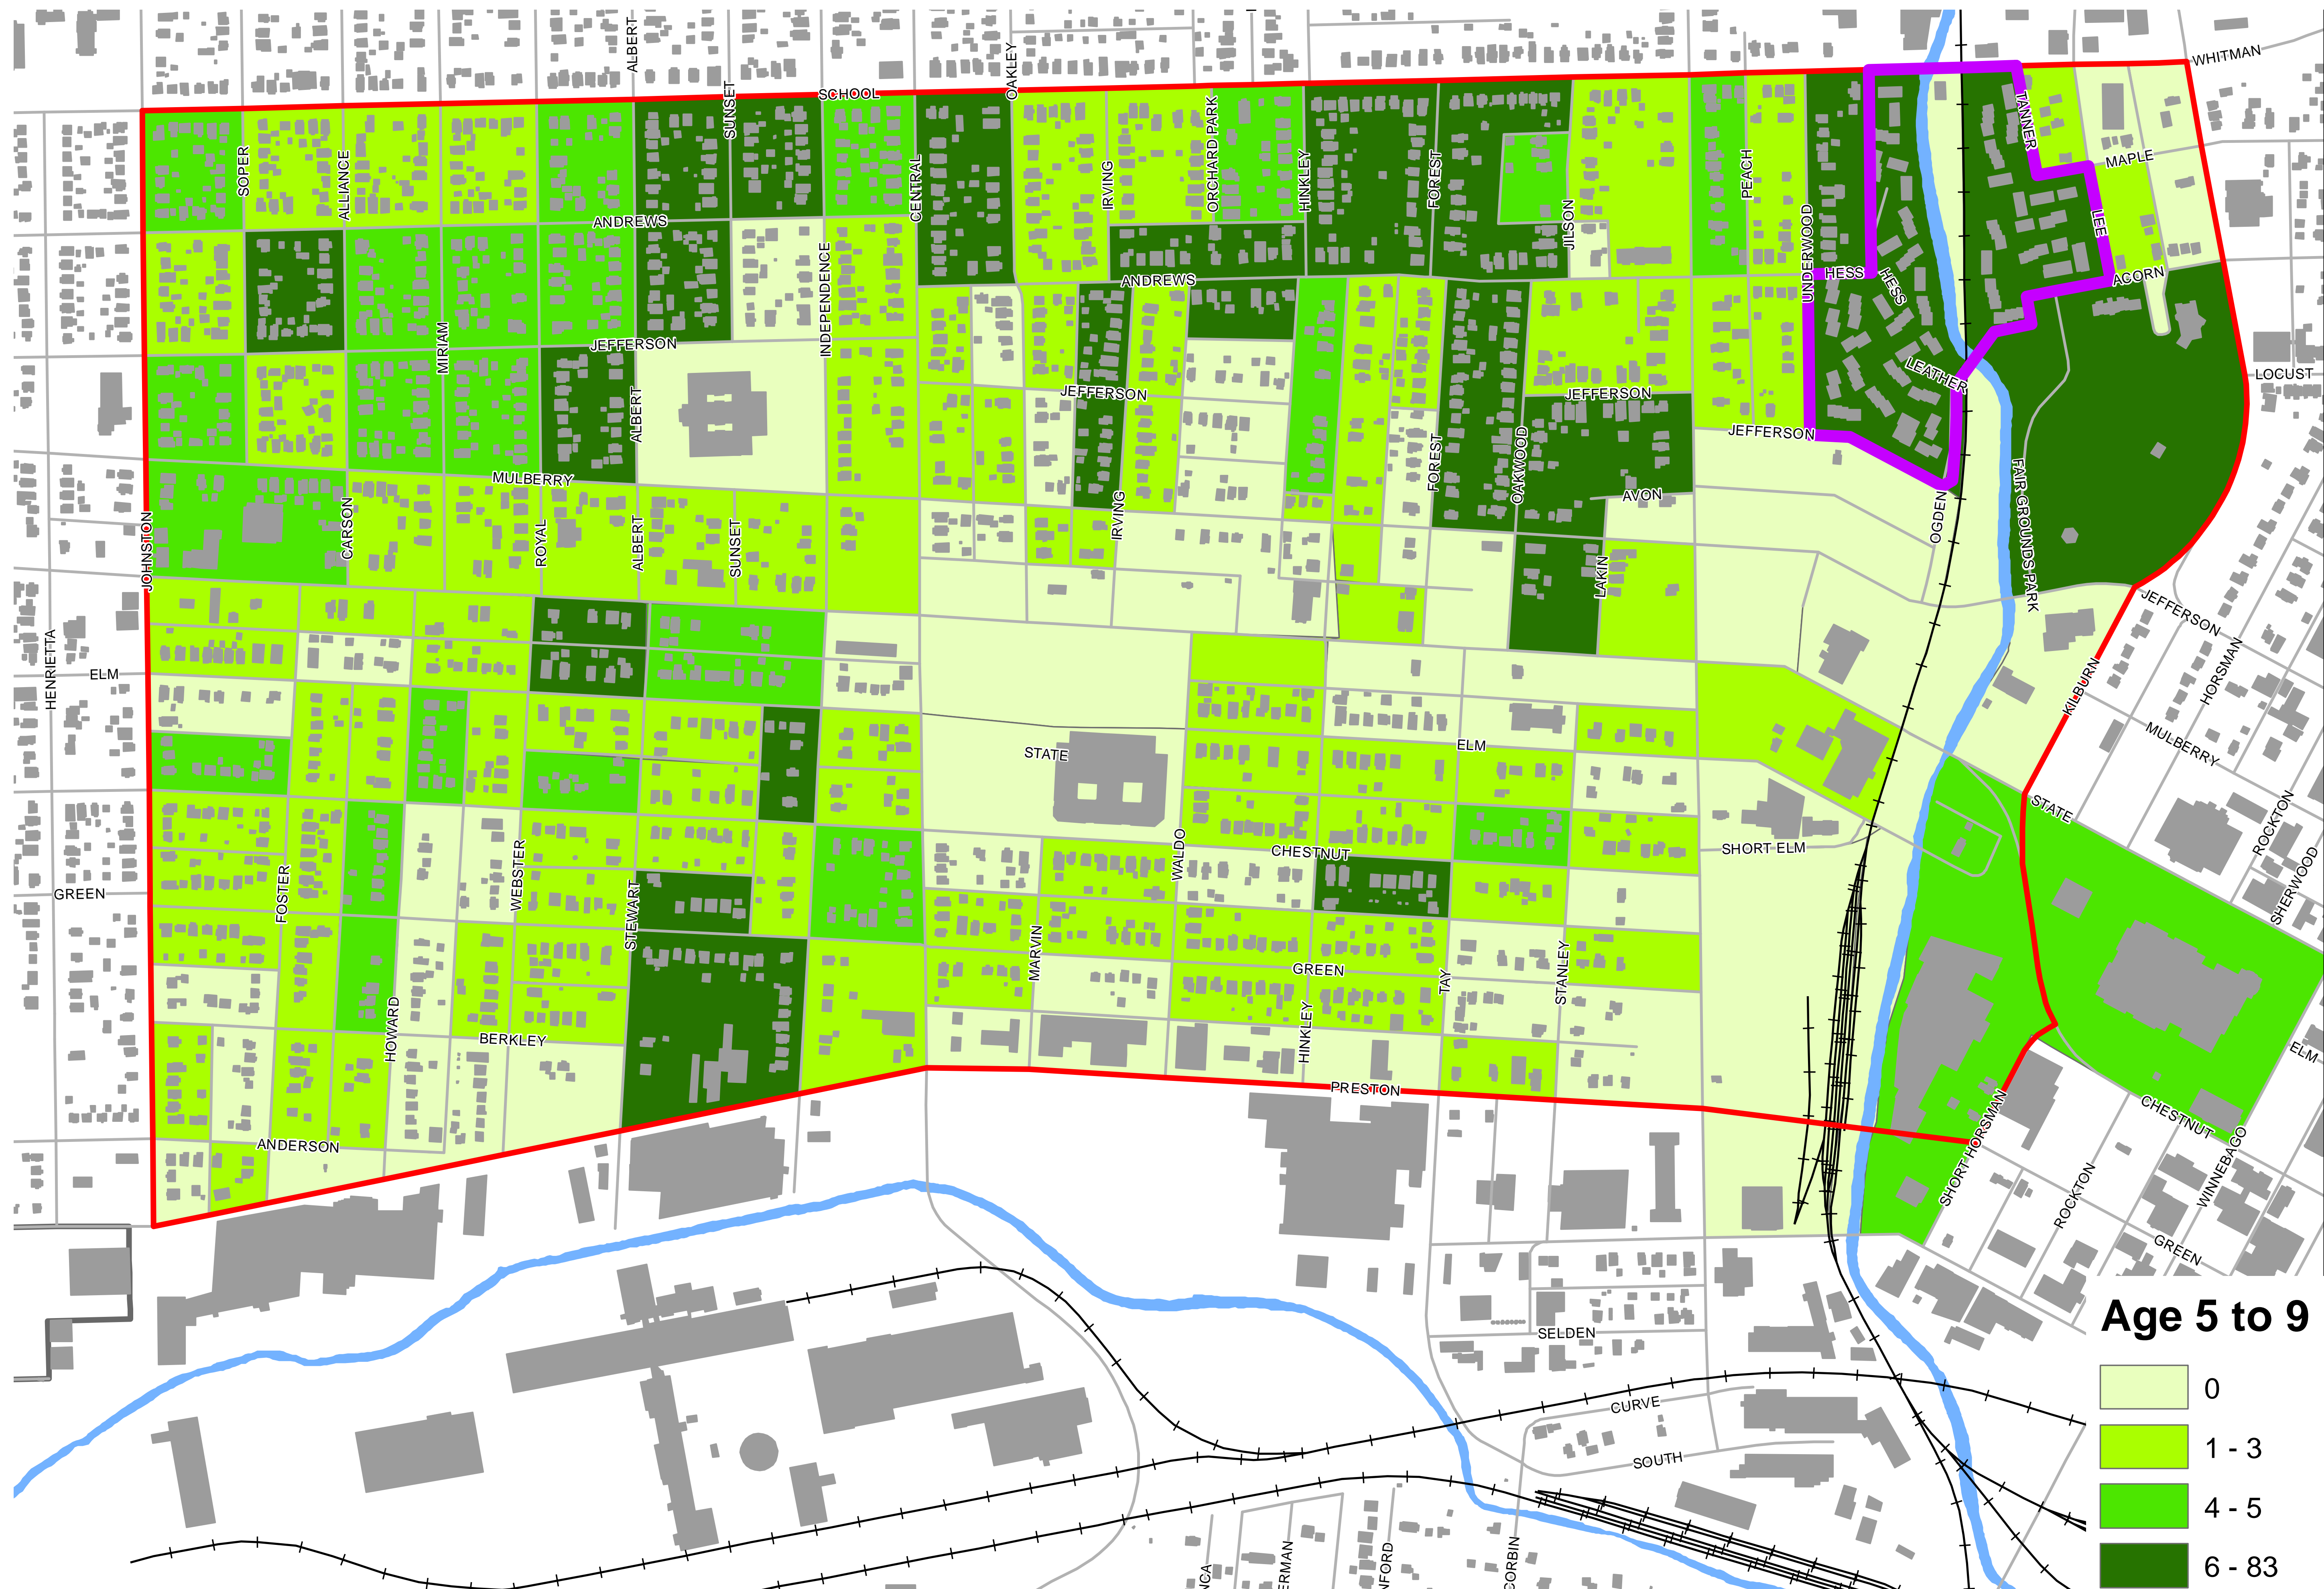 ALBERT
OAKLEY
WHITMAN
SCHOOL
SUNSET
TANNER
SOPER
ALLIANCE
CENTRAL
IRVING
ORCHARD PARK
HINKLEY
FOREST
PEACH
MAPLE
ANDREWS
JILSON
UNDERWOOD
LEE
INDEPENDENCE
HESS
HESS
ACORN
ANDREWS
MIRIAM
JEFFERSON
LEATHER
LOCUST
ALBERT
JEFFERSON
JEFFERSON
JEFFERSON
FOREST
OAKWOOD
MULBERRY
AVON
OGDEN
FAIR GROUNDS PARK
JOHNSTON
CARSON
ROYAL
ALBERT
SUNSET
IRVING
LAKIN
JEFFERSON
HENRIETTA
ELM
KILBURN
HORSMAN
MULBERRY
STATE
ELM
STATE
ROCKTON
SHERWOOD
WALDO
CHESTNUT
SHORT ELM
GREEN
FOSTER
WEBSTER
STEWART
MARVIN
GREEN
TAY
STANLEY
HOWARD
BERKLEY
HINKLEY
ELM
PRESTON
CHESTNUT
SHORT HORSMAN
WINNEBAGO
ANDERSON
ROCKTON
GREEN
SELDEN
CURVE
SOUTH
NCA
ERMAN
NFORD
CORBIN
Age 5 to 9
0
1 - 3
4 - 5
6 - 83